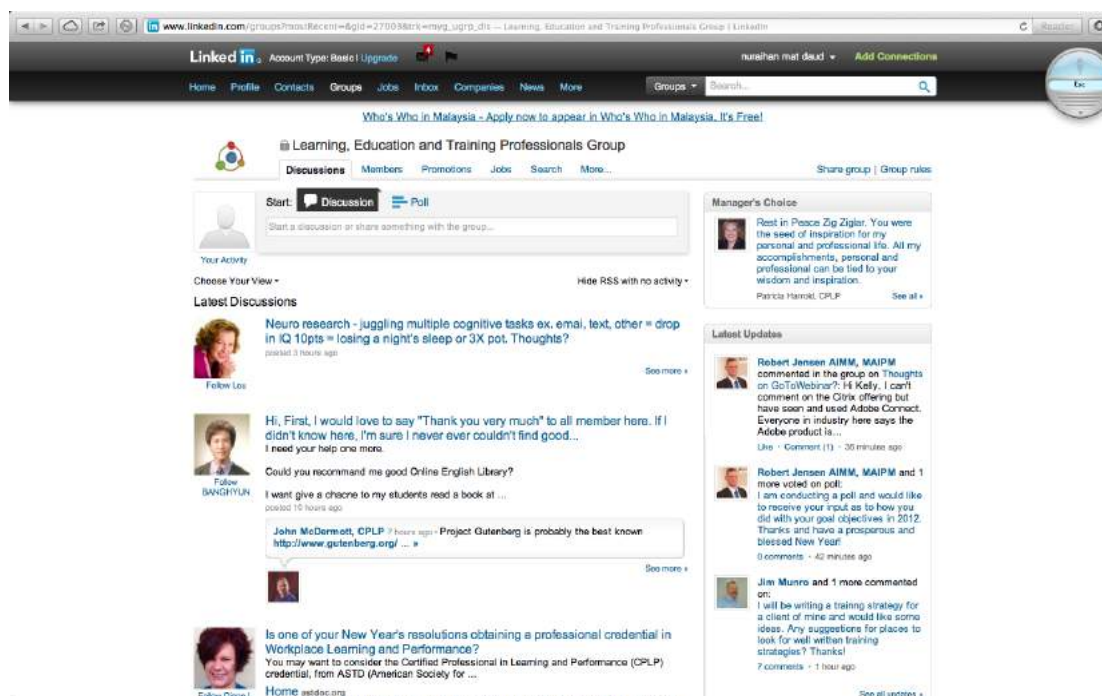 www.linkedin.com/groups?mostRecent=&gid=27003&trk=myg_ugrp_dis — Learning, Education and Training Professionals Group | LinkedIn
Reader
Linked in. Account Type: Basic | Upgrade
4
nuraihan mat daud
Add Connections
Esc
Home Profile Contacts Groups Jobs Inbox Companies News More
Groups Search...
Who's Who in Malaysia - Apply now to appear in Who's Who in Malaysia, It's Free!
Learning, Education and Training Professionals Group
Discussions Members Promotions Jobs Search More...
Share group | Group rules
Start: Discussion Poll
Start a discussion or share something with the group...
Your Activity
Choose Your View
Hide RSS with no activity
Latest Discussions
Neuro research - juggling multiple cognitive tasks ex. emai, text, other = drop
in IQ 10pts = losing a night's sleep or 3X pot. Thoughts?
posted 3 hours ago
See more »
Follow Lou
Hi, First, I would love to say "Thank you very much" to all member here. If I
didn't know here, I'm sure I never ever couldn't find good...
I need your help one more.
Could you recommand me good Online English Library?
I want give a chacne to my students read a book at ...
posted 10 hours ago
Follow
BANGHYUN
John McDermott, CPLP 7 hours ago - Project Gutenberg is probably the best known
http://www.gutenberg.org/ ... »
See more »
Is one of your New Year's resolutions obtaining a professional credential in
Workplace Learning and Performance?
You may want to consider the Certified Professional in Learning and Performance (CPLP)
credential, from ASTD (American Society for ...
Home astdoc.org
Manager's Choice
Rest in Peace Zig Ziglar. You were
the seed of inspiration for my
personal and professional life. All my
accomplishments, personal and
professional can be tied to your
wisdom and inspiration.
Patricia Harrold, CPLP
See all »
Latest Updates
Robert Jensen AIMM, MAIPM
commented in the group on Thoughts
on GoToWebinar?: Hi Kelly, I can't
comment on the Citrix offering but
have seen and used Adobe Connect.
Everyone in industry here says the
Adobe product is...
Like · Comment (1) · 36 minutes ago
Robert Jensen AIMM, MAIPM and 1
more voted on poll:
I am conducting a poll and would like
to receive your input as to how you
did with your goal objectives in 2012.
Thanks and have a prosperous and
blessed New Year!
0 comments · 42 minutes ago
Jim Munro and 1 more commented
on:
I will be writing a trainng strategy for
a client of mine and would like some
ideas. Any suggestions for places to
look for well written training
strategies? Thanks!
7 comments · 1 hour ago
See all updates »